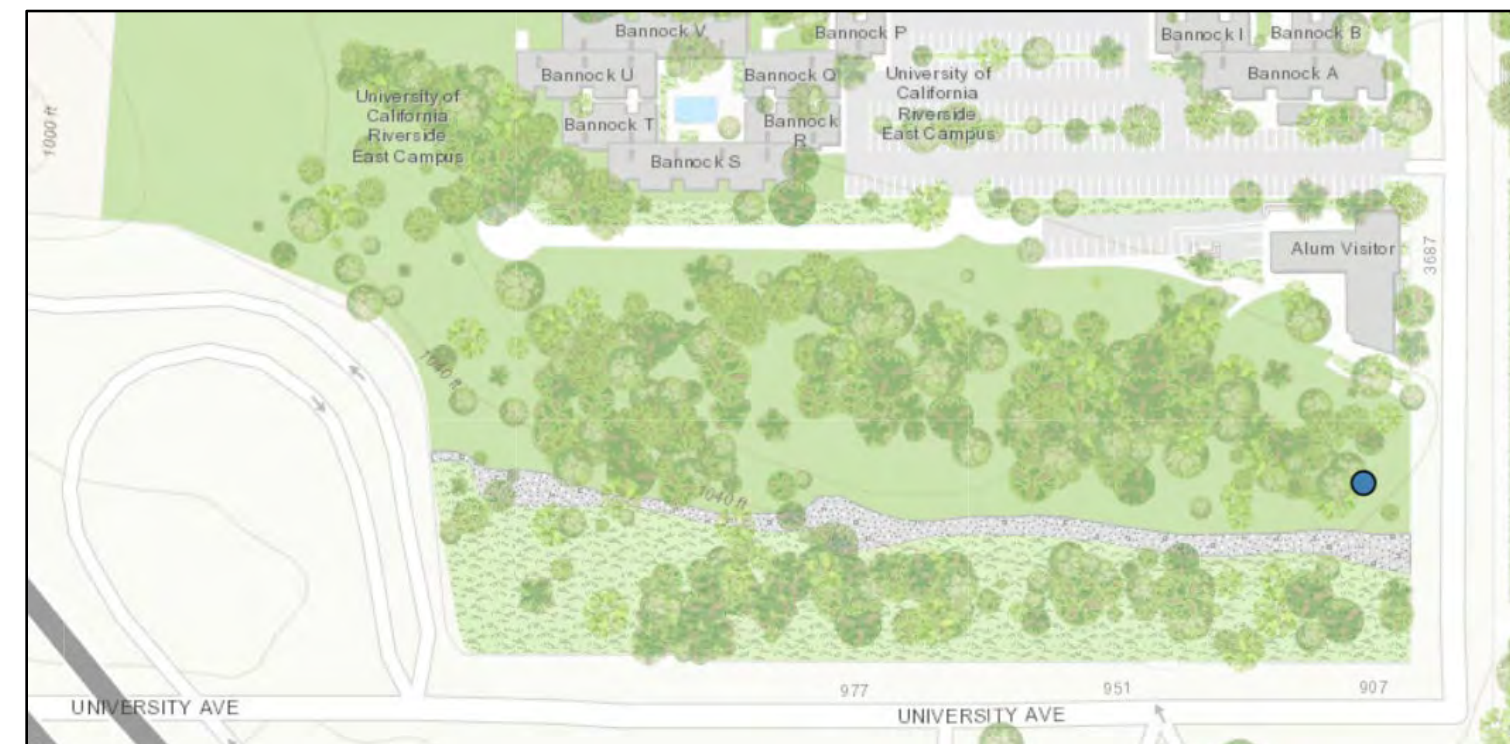 Bannock V
Bannock P
Bannock I
Bannock B
Bannock U
Bannock Q
Bannock A
University of
California
Riverside
East Campus
University of
California
Riverside
East Campus
1000 ft
Bannock T
Bannock
R
Bannock S
Alum Visitor
3687
1040 ft
1040 ft
977
951
907
UNIVERSITY AVE
UNIVERSITY AVE